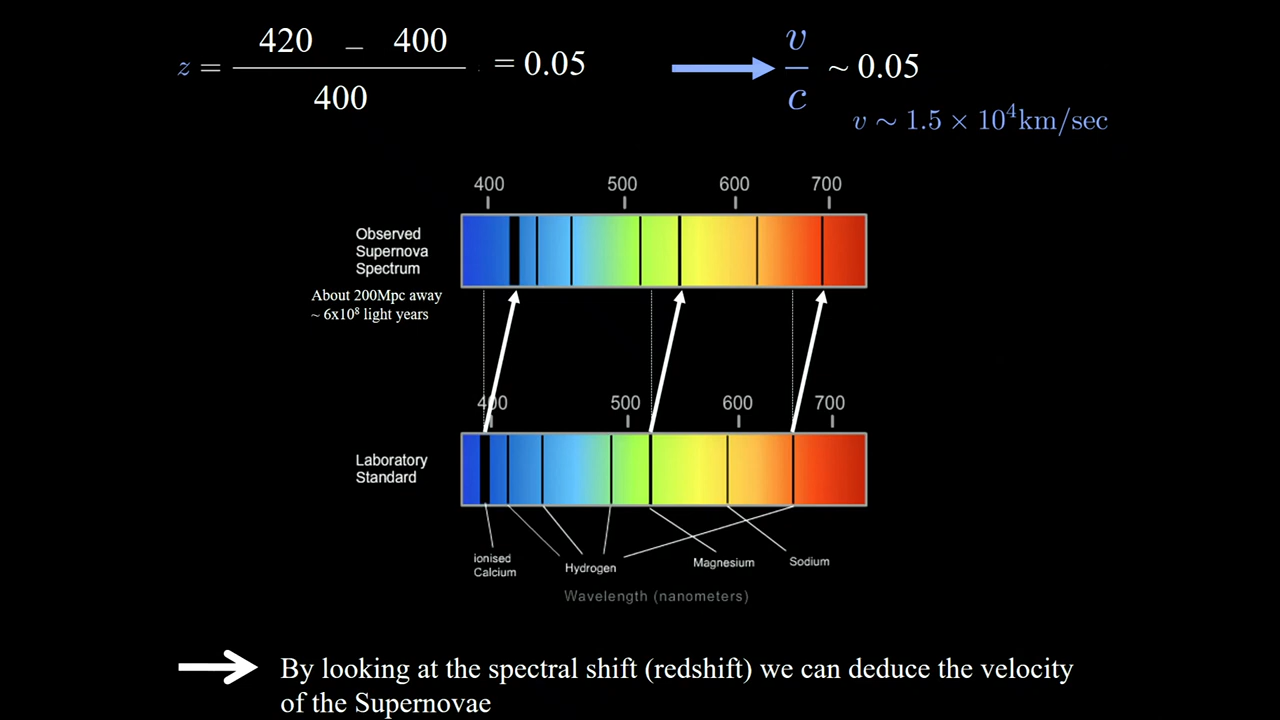 z = 420 – 400 / 400 = 0.05
v / c ~ 0.05
v ∼ 1.5 × 10⁴km/sec
400 500 600 700
Observed
Supernova
Spectrum
About 200Mpc away
~ 6x10⁸ light years
400 500 600 700
Laboratory
Standard
ionised
Calcium
Hydrogen
Magnesium
Sodium
Wavelength (nanometers)
By looking at the spectral shift (redshift) we can deduce the velocity
of the Supernovae